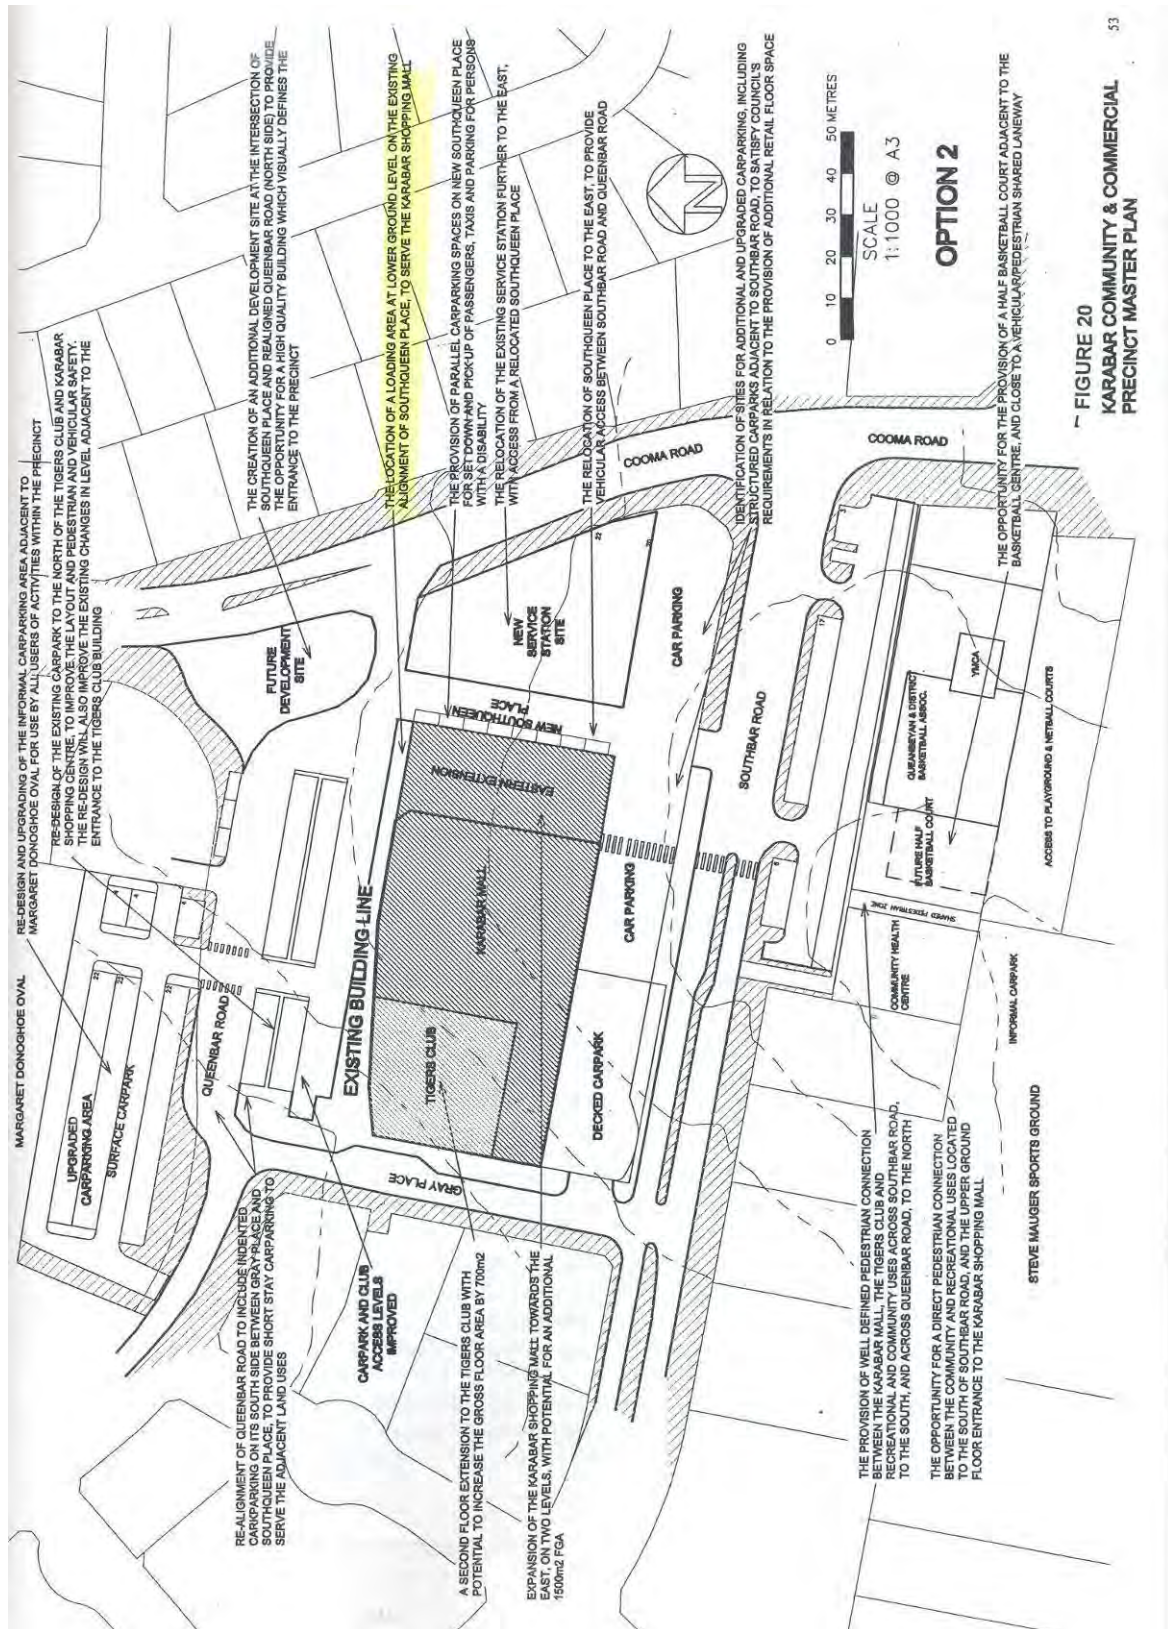 MARGARET DONOGHOE OVAL
RE-DESIGN AND UPGRADING OF THE INFORMAL CARPARKING AREA ADJACENT TO
MARGARET DONOGHOE OVAL FOR USE BY ALL USERS OF ACTIVITIES WITHIN THE PRECINCT
RE-DESIGN OF THE EXISTING CARPARK TO THE NORTH OF THE TIGERS CLUB AND KARABAR
SHOPPING CENTRE, TO IMPROVE THE LAYOUT AND PEDESTRIAN AND VEHICULAR SAFETY.
THE RE-DESIGN WILL ALSO IMPROVE THE EXISTING CHANGES IN LEVEL ADJACENT TO THE
ENTRANCE TO THE TIGERS CLUB BUILDING
THE CREATION OF AN ADDITIONAL DEVELOPMENT SITE AT THE INTERSECTION OF
SOUTHQUEEN PLACE AND REALIGNED QUEENBAR ROAD (NORTH SIDE) TO PROVIDE
THE OPPORTUNITY FOR A HIGH QUALITY BUILDING WHICH VISUALLY DEFINES THE
ENTRANCE TO THE PRECINCT
THE LOCATION OF A LOADING AREA AT LOWER GROUND LEVEL ON THE EXISTING
ALIGNMENT OF SOUTHQUEEN PLACE, TO SERVE THE KARABAR SHOPPING MALL
THE PROVISION OF PARALLEL CARPARKING SPACES ON NEW SOUTHQUEEN PLACE
FOR SET DOWN AND PICK-UP OF PASSENGERS, TAXIS AND PARKING FOR PERSONS
WITH A DISABILITY
THE RELOCATION OF THE EXISTING SERVICE STATION FURTHER TO THE EAST,
WITH ACCESS FROM A RELOCATED SOUTHQUEEN PLACE
THE RELOCATION OF SOUTHQUEEN PLACE TO THE EAST, TO PROVIDE
VEHICULAR ACCESS BETWEEN SOUTHBAR ROAD AND QUEENBAR ROAD
IDENTIFICATION OF SITES FOR ADDITIONAL AND UPGRADED CARPARKING, INCLUDING
STRUCTURED CARPARKS ADJACENT TO SOUTHBAR ROAD, TO SATISFY COUNCIL'S
REQUIREMENTS IN RELATION TO THE PROVISION OF ADDITIONAL RETAIL FLOOR SPACE
THE OPPORTUNITY FOR THE PROVISION OF A HALF BASKETBALL COURT ADJACENT TO THE
BASKETBALL CENTRE, AND CLOSE TO A VEHICULAR/PEDESTRIAN SHARED LANEWAY
UPGRADED
CARPARKING AREA
SURFACE CARPARK
QUEENBAR ROAD
FUTURE
DEVELOPMENT
SITE
EXISTING BUILDING LINE
TIGERS CLUB
KARABAR MALL
EASTERN EXTENSION
NEW SOUTHQUEEN
PLACE
NEW
SERVICE
STATION
SITE
COOMA ROAD
COOMA ROAD
GRAY PLACE
DECKED CARPARK
CAR PARKING
CAR PARKING
SOUTHBAR ROAD
CARPARK AND CLUB
ACCESS LEVELS
IMPROVED
COMMUNITY HEALTH
CENTRE
SHARED PEDESTRIAN ZONE
FUTURE HALF
BASKETBALL COURT
QUEANBEYAN & DISTRICT
BASKETBALL ASSOC.
YMCA
ACCESS TO PLAYGROUND & NETBALL COURTS
INFORMAL CARPARK
STEVE MAUGER SPORTS GROUND
RE-ALIGNMENT OF QUEENBAR ROAD TO INCLUDE INDENTED
CARKPARKING ON ITS SOUTH SIDE BETWEEN GRAY PLACE AND
SOUTHQUEEN PLACE, TO PROVIDE SHORT STAY CARPARKING TO
SERVE THE ADJACENT LAND USES
A SECOND FLOOR EXTENSION TO THE TIGERS CLUB WITH
POTENTIAL TO INCREASE THE GROSS FLOOR AREA BY 700m2
EXPANSION OF THE KARABAR SHOPPING MALL TOWARDS THE
EAST, ON TWO LEVELS, WITH POTENTIAL FOR AN ADDITIONAL
1500m2 FGA
THE PROVISION OF WELL DEFINED PEDESTRIAN CONNECTION
BETWEEN THE KARABAR MALL, THE TIGERS CLUB AND
RECREATIONAL AND COMMUNITY USES ACROSS SOUTHBAR ROAD,
TO THE SOUTH, AND ACROSS QUEENBAR ROAD, TO THE NORTH
THE OPPORTUNITY FOR A DIRECT PEDESTRIAN CONNECTION
BETWEEN THE COMMUNITY AND RECREATIONAL USES LOCATED
TO THE SOUTH OF SOUTHBAR ROAD, AND THE UPPER GROUND
FLOOR ENTRANCE TO THE KARABAR SHOPPING MALL
N
0 10 20 30 40 50 METRES
SCALE
1:1000 @ A3
OPTION 2
FIGURE 20
KARABAR COMMUNITY & COMMERCIAL
PRECINCT MASTER PLAN
53